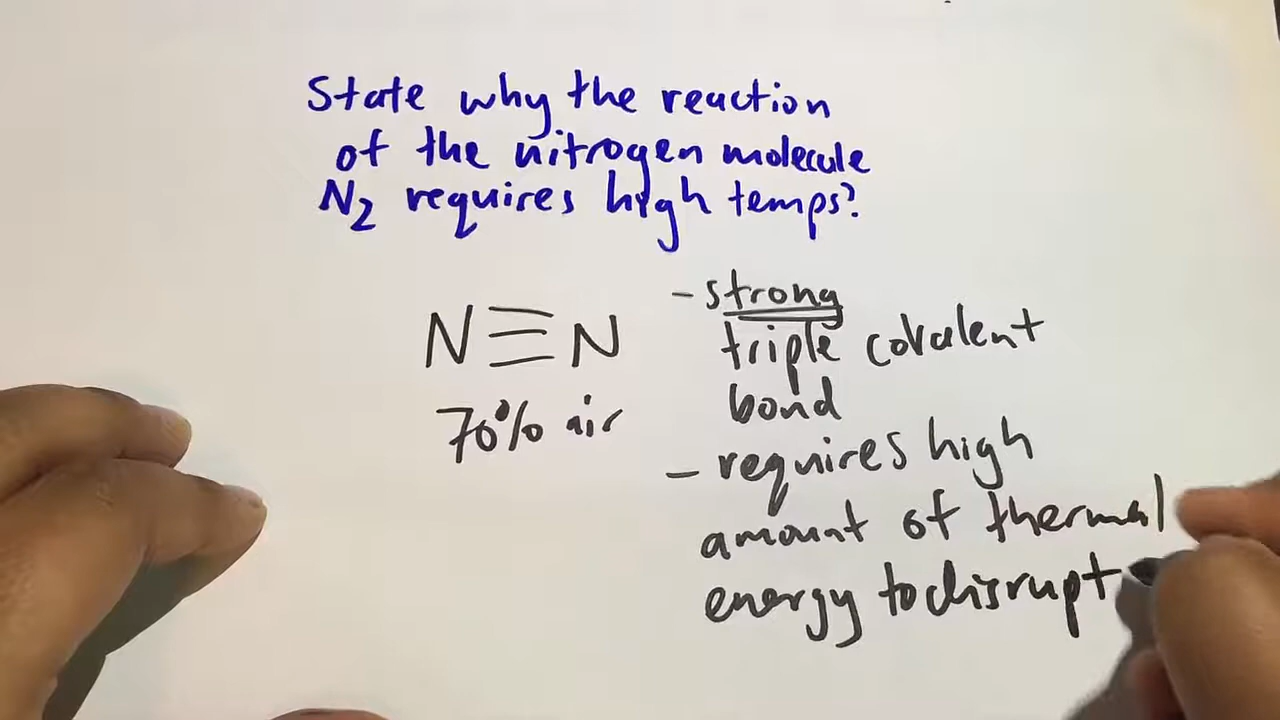 State why the reaction
of the nitrogen molecule
N₂ requires high temps?
N≡N
70% air
- strong
triple covalent
bond
- requires high
amount of thermal
energy to disrupt